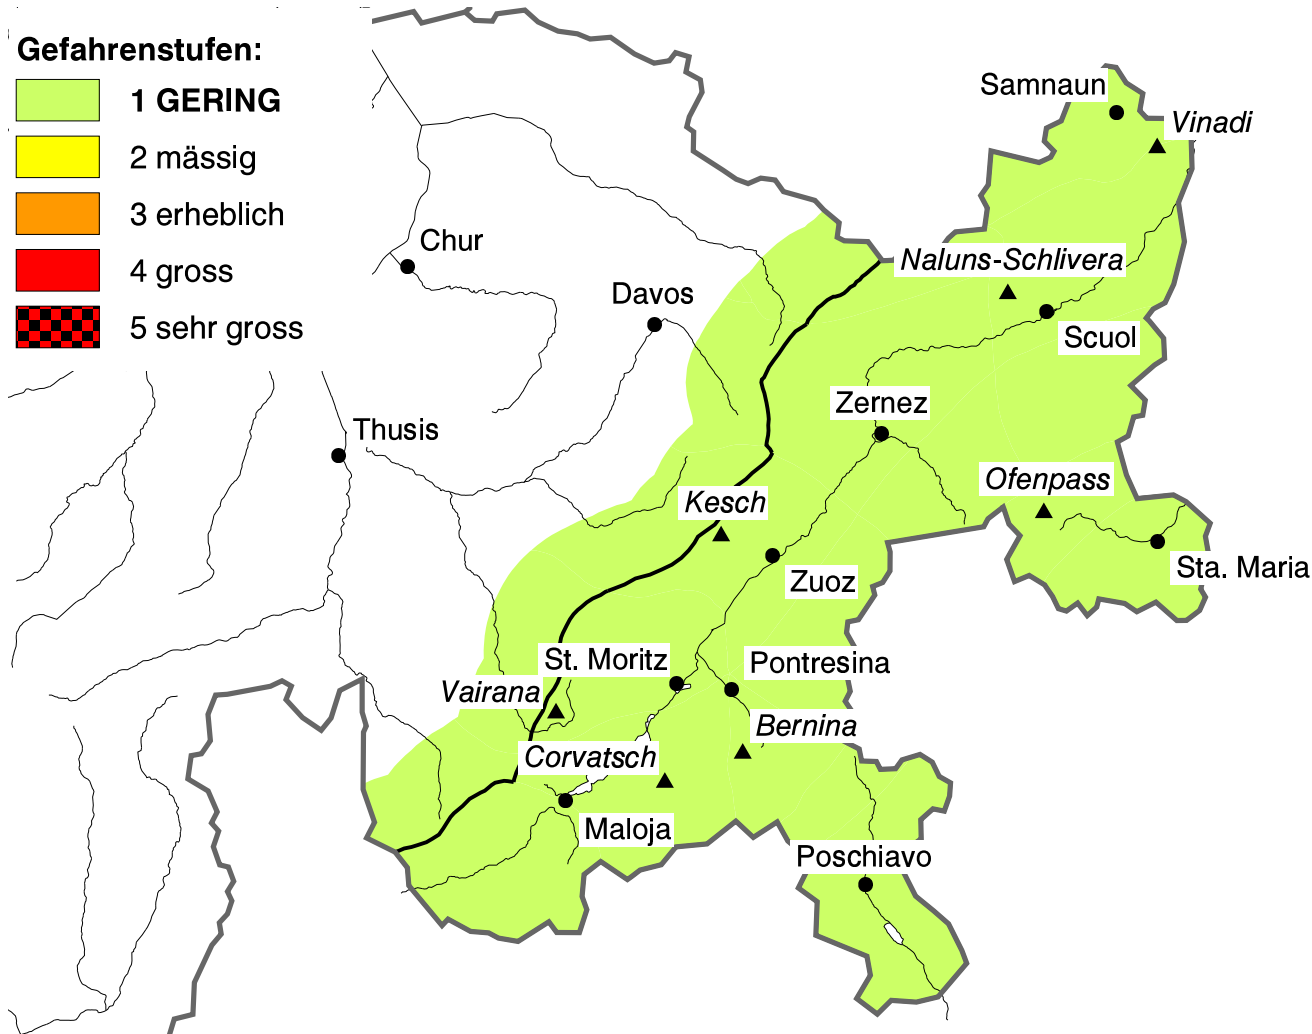 Gefahrenstufen:
1 GERING
2 mässig
3 erheblich
4 gross
5 sehr gross
Samnaun
Vinadi
Chur
Naluns-Schlivera
Davos
Scuol
Zernez
Thusis
Ofenpass
Kesch
Sta. Maria
Zuoz
St. Moritz
Pontresina
Vairana
Bernina
Corvatsch
Maloja
Poschiavo